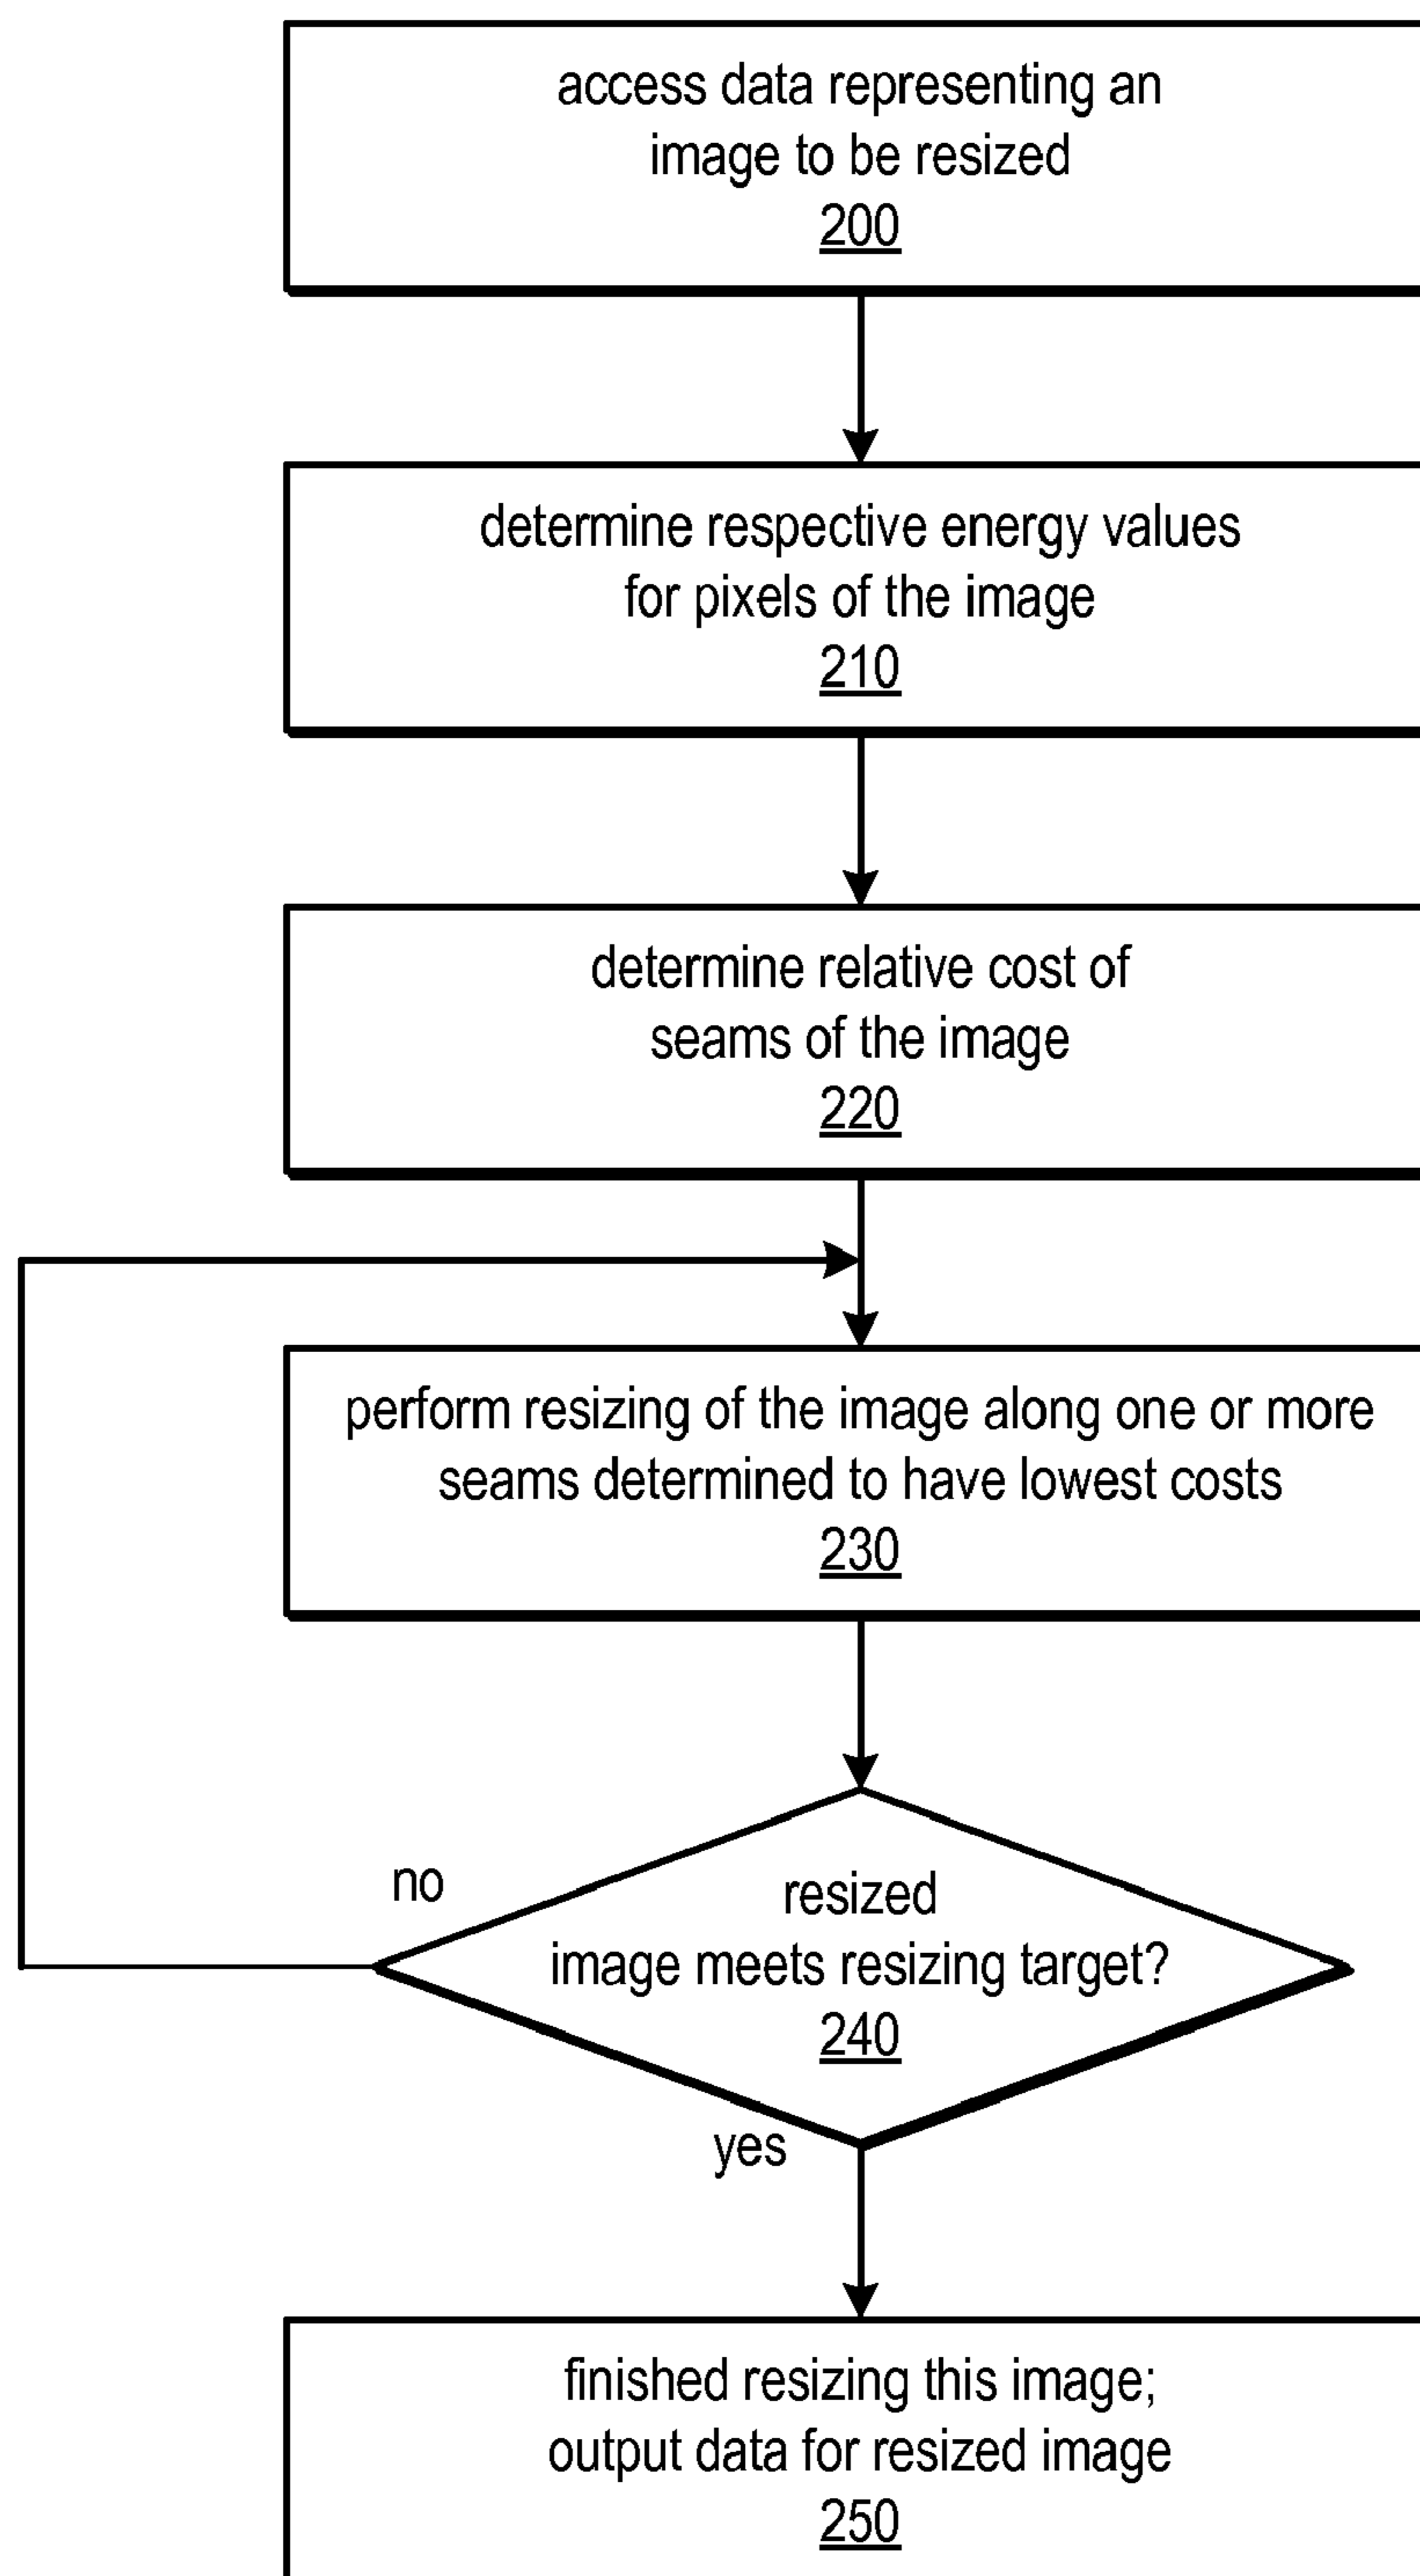 access data representing an
image to be resized
200
determine respective energy values
for pixels of the image
210
determine relative cost of
seams of the image
220
perform resizing of the image along one or more
seams determined to have lowest costs
230
no
resized
image meets resizing target?
240
yes
finished resizing this image;
output data for resized image
250